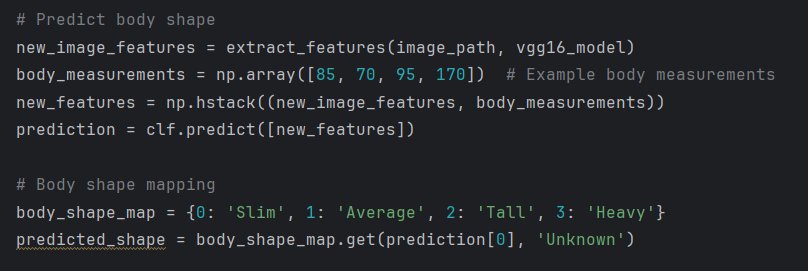 # Predict body shape
new_image_features = extract_features(image_path, vgg16_model)
body_measurements = np.array([85, 70, 95, 170])  # Example body measurements
new_features = np.hstack((new_image_features, body_measurements))
prediction = clf.predict([new_features])
# Body shape mapping
body_shape_map = {0: 'Slim', 1: 'Average', 2: 'Tall', 3: 'Heavy'}
predicted_shape = body_shape_map.get(prediction[0], 'Unknown')